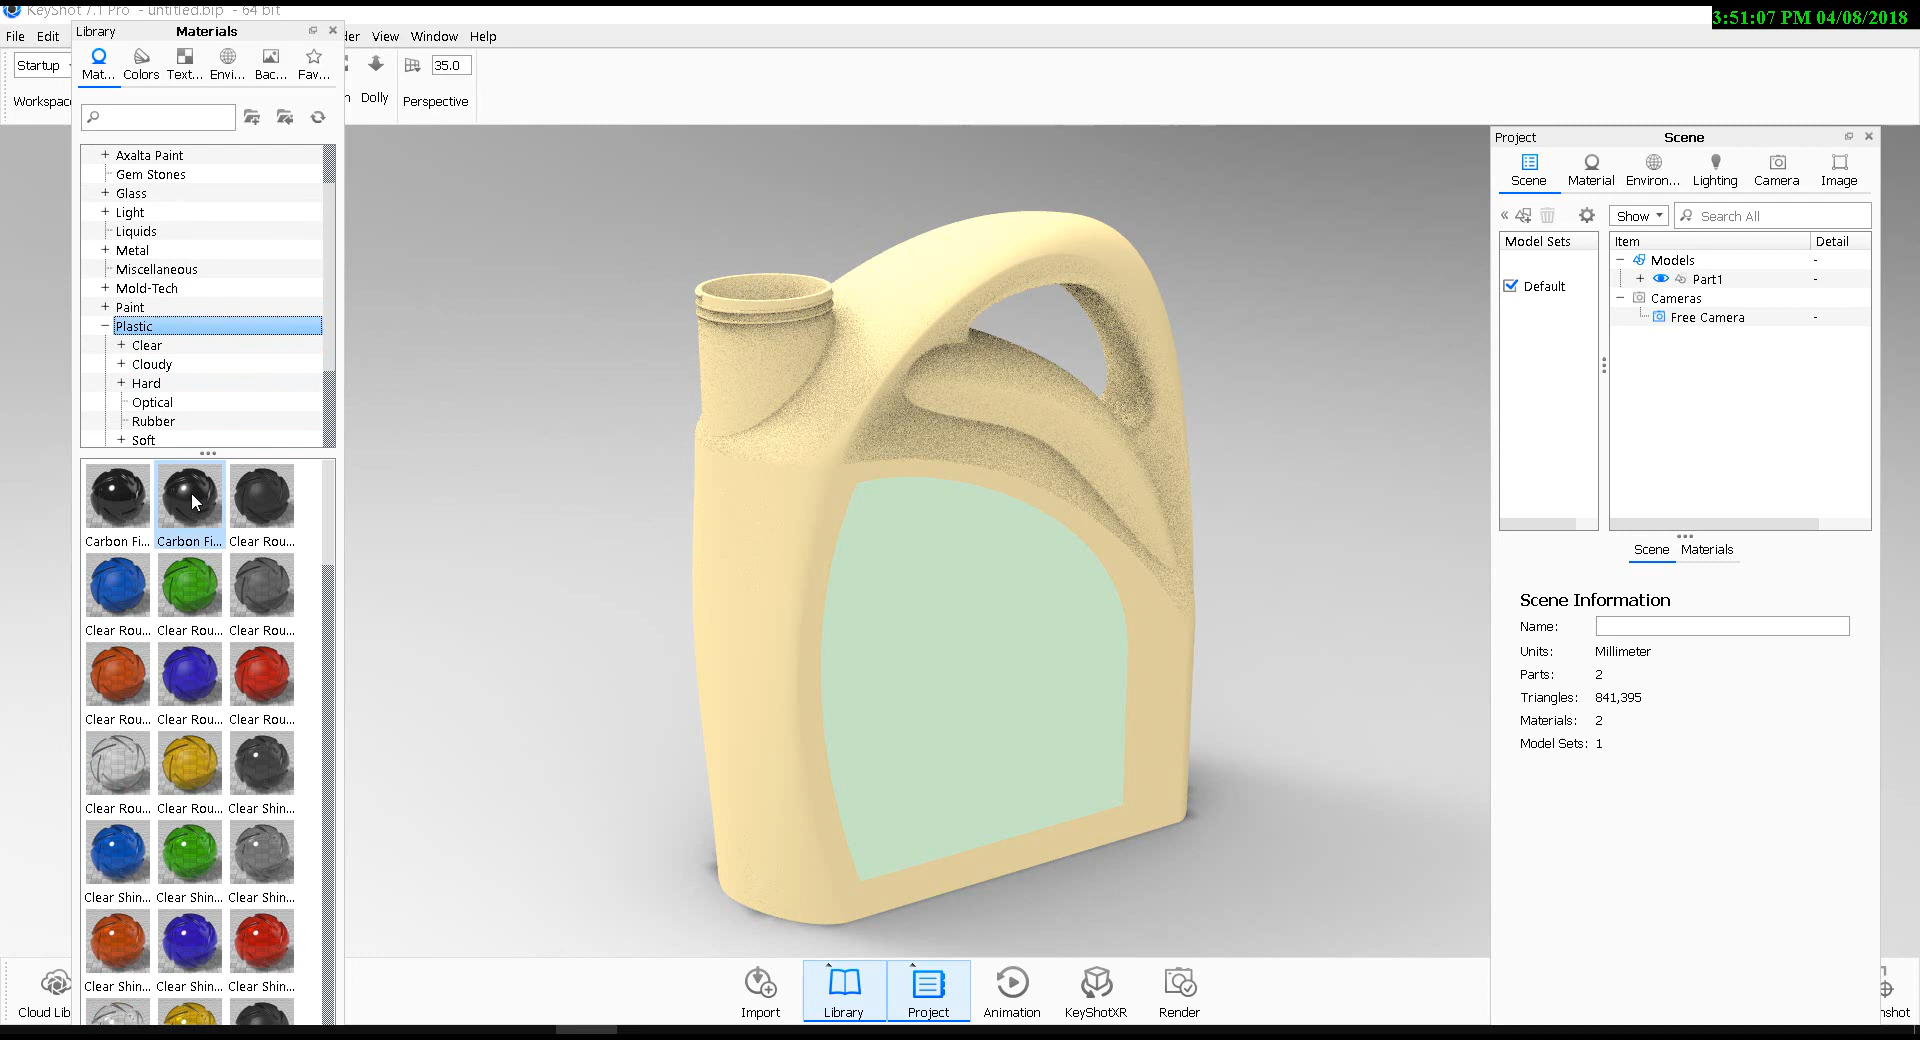 KeyShot 7.1 Pro - untitled.bip - 64 bit
3:51:07 PM 04/08/2018
File Edit
View Window Help
Library Materials
Mat... Colors Text... Envi... Bac... Fav...
Startup
Workspac
Dolly
35.0
Perspective
Axalta Paint
Gem Stones
Glass
Light
Liquids
Metal
Miscellaneous
Mold-Tech
Paint
Plastic
Clear
Cloudy
Hard
Optical
Rubber
Soft
Carbon Fi... Carbon Fi... Clear Rou...
Clear Rou... Clear Rou... Clear Rou...
Clear Rou... Clear Rou... Clear Rou...
Clear Rou... Clear Rou... Clear Shin...
Clear Shin... Clear Shin... Clear Shin...
Clear Shin... Clear Shin... Clear Shin...
Cloud Lib
Import Library Project Animation KeyShotXR Render
Project Scene
Scene Material Environ... Lighting Camera Image
« Show Search All
Model Sets
Default
Item Detail
Models -
Part1 -
Cameras
Free Camera -
Scene Materials
Scene Information
Name:
Units: Millimeter
Parts: 2
Triangles: 841,395
Materials: 2
Model Sets: 1